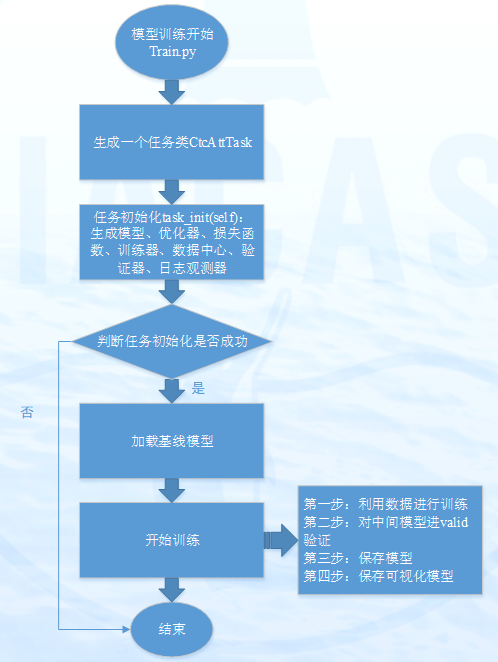 模型训练开始
Train.py
生成一个任务类CtcAttTask
任务初始化task_init(self):
生成模型、优化器、损失函
数、训练器、数据中心、验
证器、日志观测器
判断任务初始化是否成功
是
否
加载基线模型
开始训练
第一步：利用数据进行训练
第二步：对中间模型进valid
验证
第三步：保存模型
第四步：保存可视化模型
结束